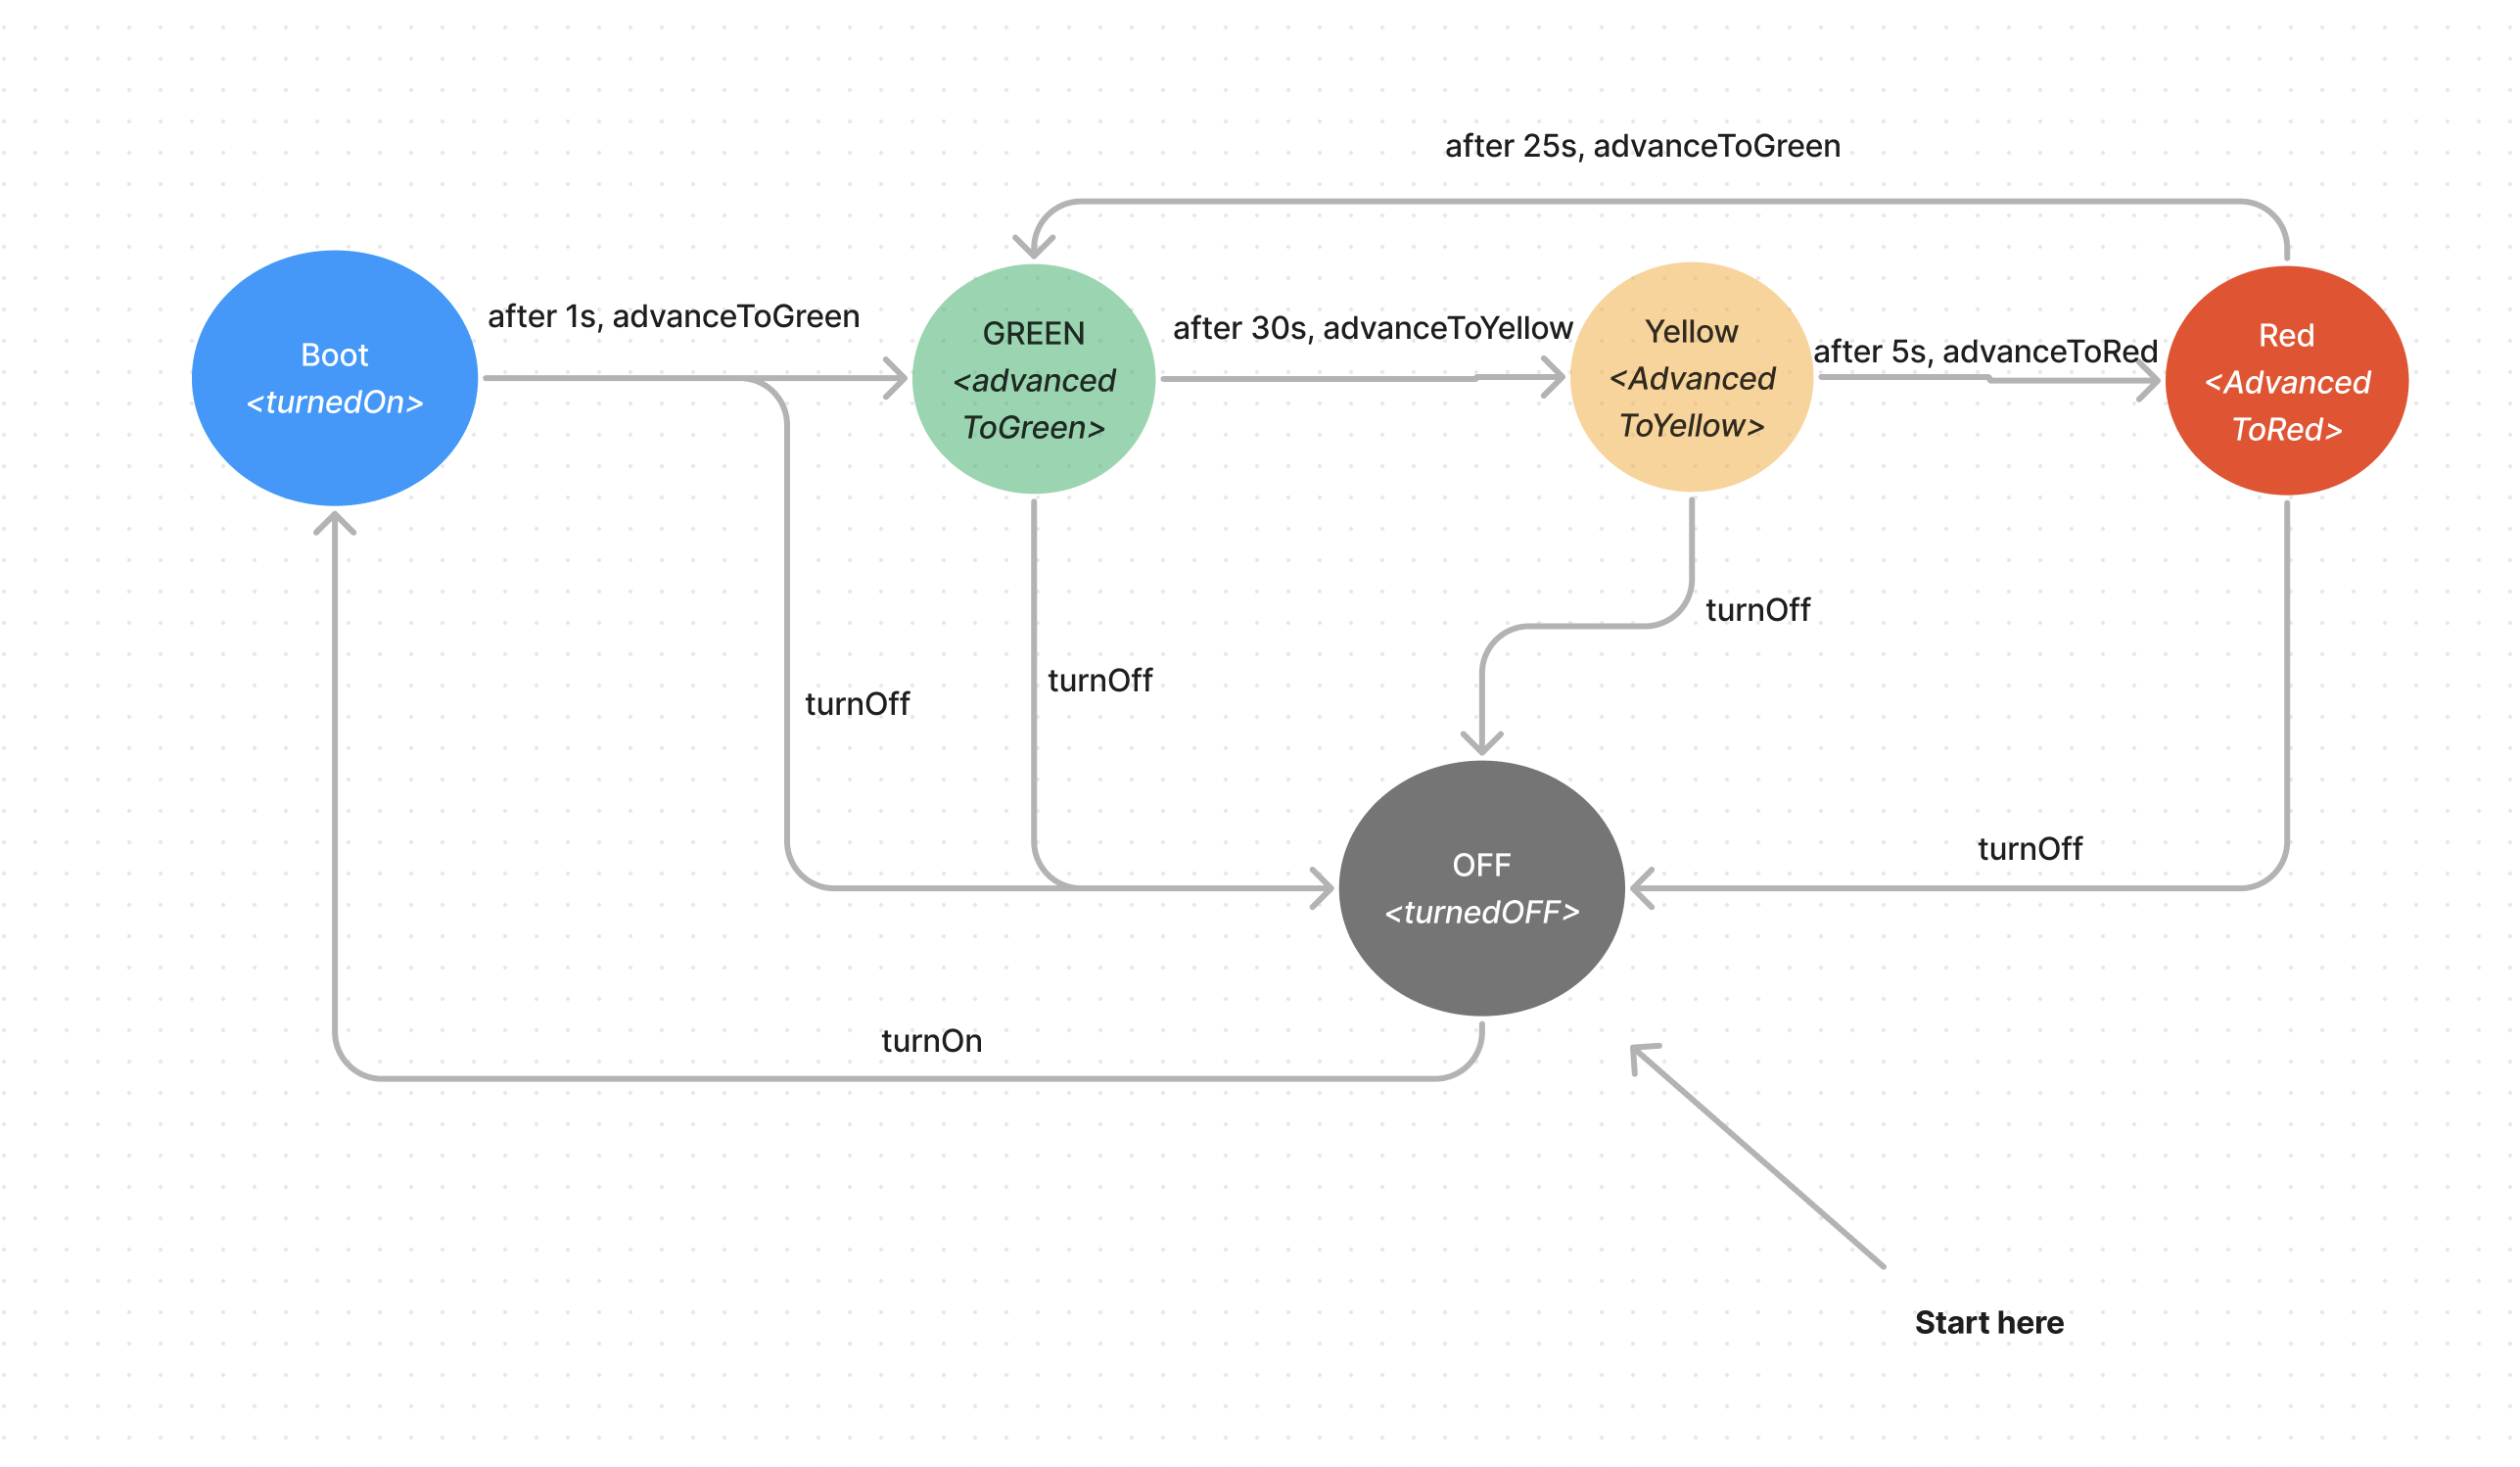 after 25s, advanceToGreen
Boot
<turnedOn>
after 1s, advanceToGreen
GREEN
<advanced
ToGreen>
after 30s, advanceToYellow
Yellow
<Advanced
ToYellow>
after 5s, advanceToRed
Red
<Advanced
ToRed>
turnOff
turnOff
turnOff
turnOff
OFF
<turnedOFF>
turnOn
Start here